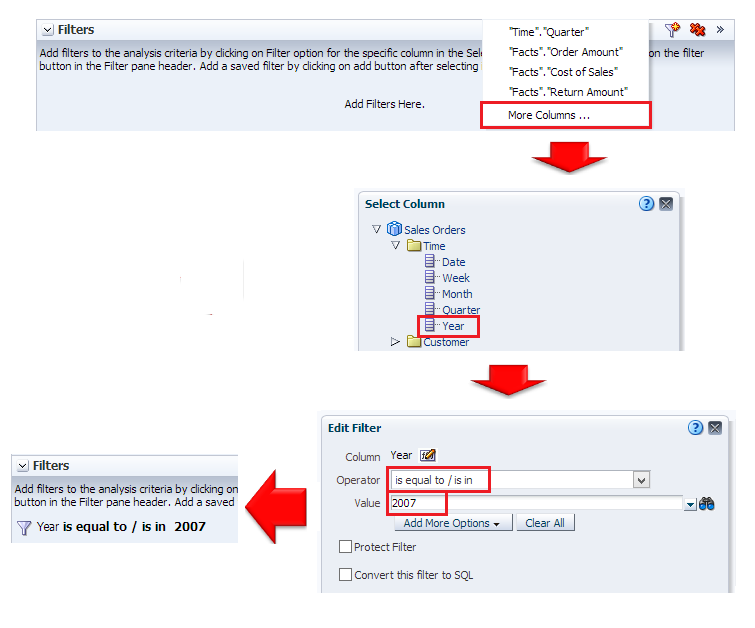 Filters
"Time"."Quarter"
"Facts"."Order Amount"
"Facts"."Cost of Sales"
"Facts"."Return Amount"
More Columns ...
»
Add filters to the analysis criteria by clicking on Filter option for the specific column in the Sel on the filter
button in the Filter pane header. Add a saved filter by clicking on add button after selecting
Add Filters Here.
Select Column
Sales Orders
Time
Date
Week
Month
Quarter
Year
Customer
Edit Filter
Column Year
Operator is equal to / is in
Value 2007
Add More Options Clear All
Protect Filter
Convert this filter to SQL
Filters
Add filters to the analysis criteria by clicking on
button in the Filter pane header. Add a saved
Year is equal to / is in 2007